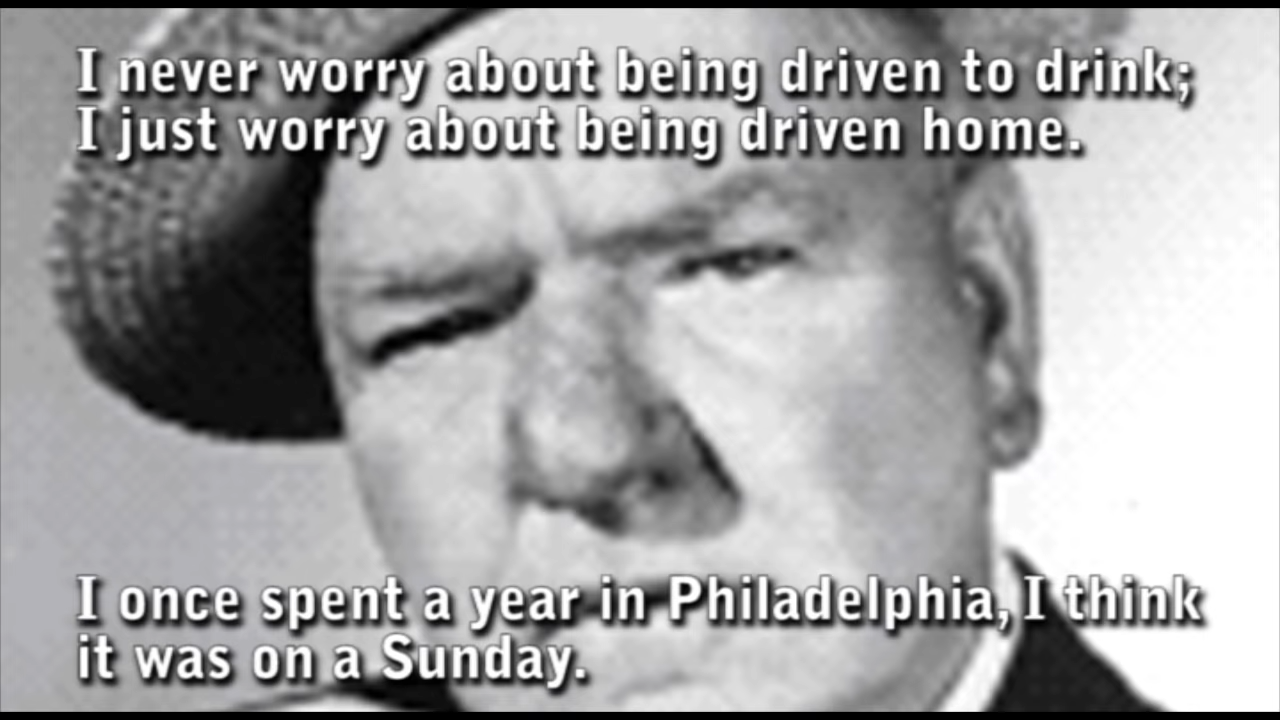 I never worry about being driven to drink;
I just worry about being driven home.
I once spent a year in Philadelphia, I think
it was on a Sunday.